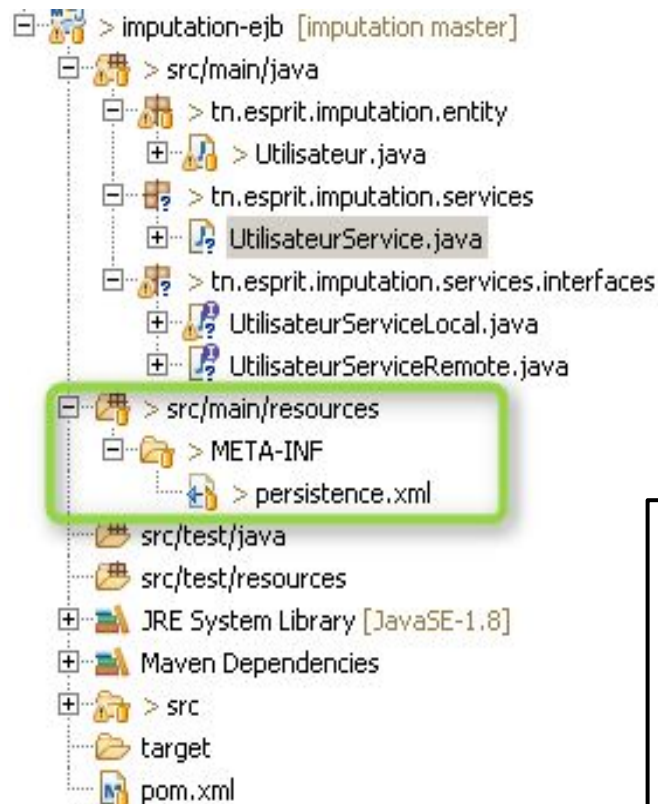 > imputation-ejb [imputation master]
> src/main/java
> tn.esprit.imputation.entity
> Utilisateur.java
> tn.esprit.imputation.services
UtilisateurService.java
> tn.esprit.imputation.services.interfaces
UtilisateurServiceLocal.java
UtilisateurServiceRemote.java
> src/main/resources
> META-INF
> persistence.xml
src/test/java
src/test/resources
JRE System Library [JavaSE-1.8]
Maven Dependencies
> src
target
pom.xml